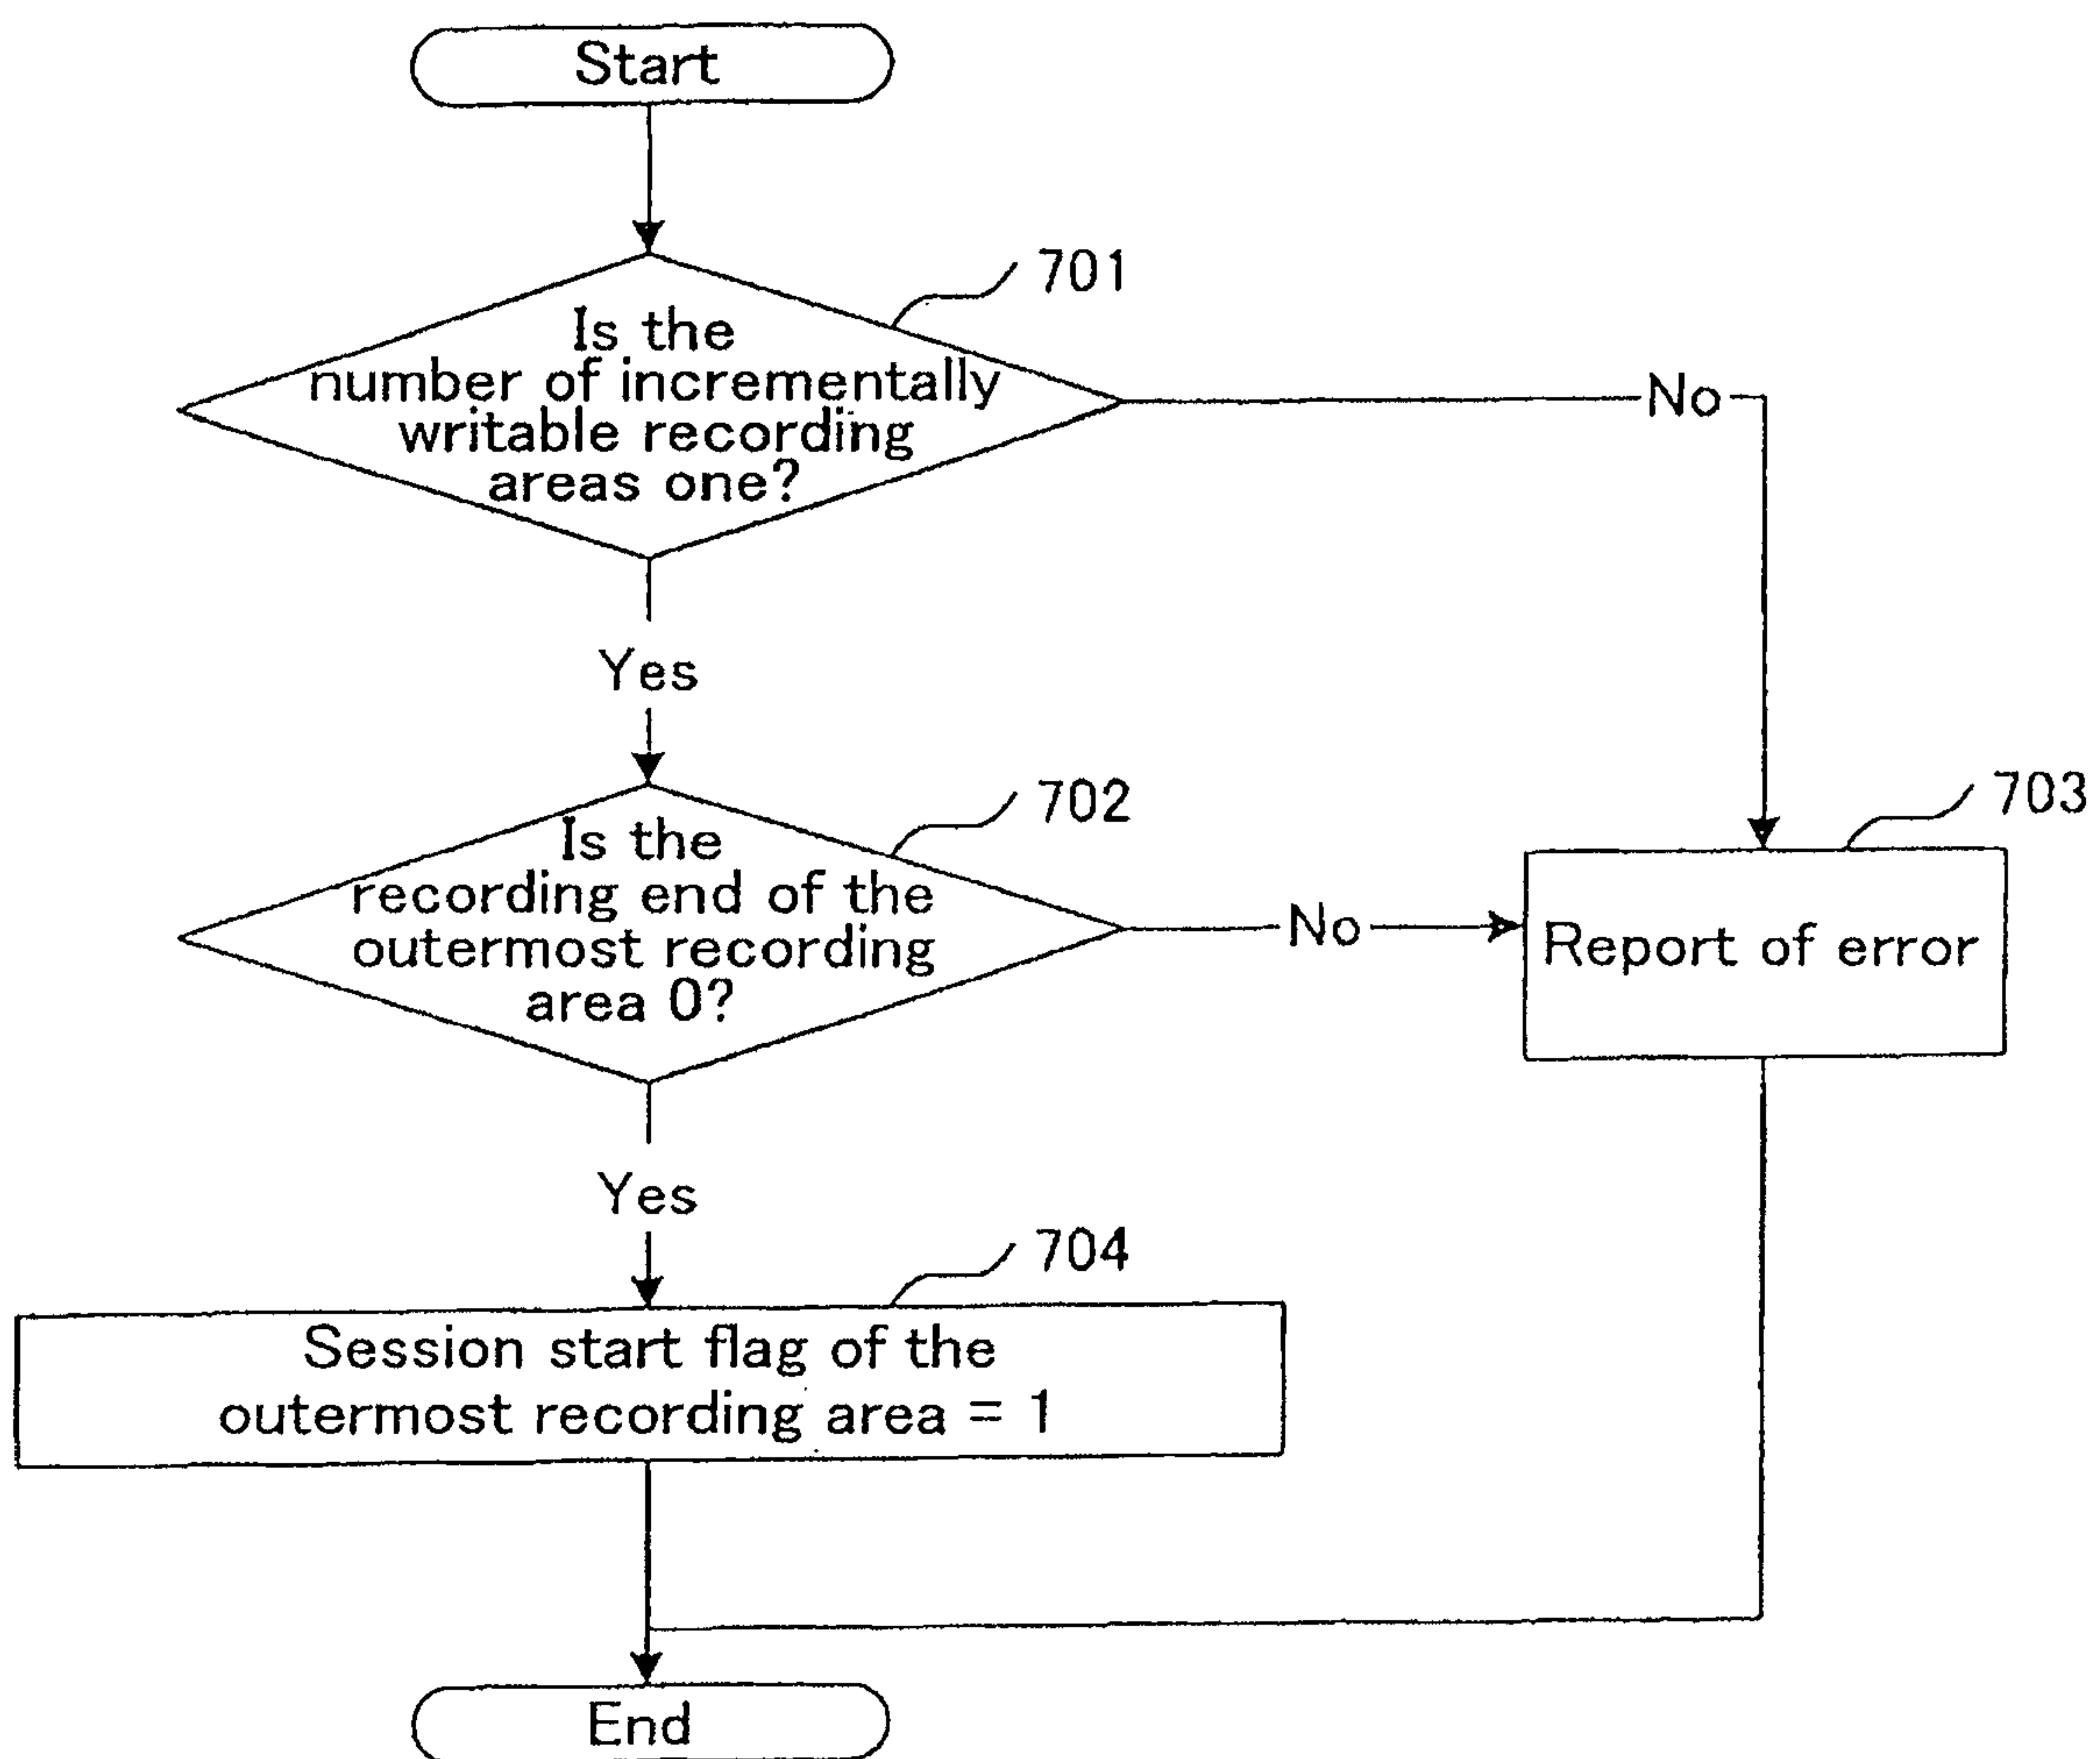 Start
701
Is the
number of incrementally
writable recording
areas one?
No
Yes
702
Is the
recording end of the
outermost recording
area 0?
No
703
Report of error
Yes
704
Session start flag of the
outermost recording area = 1
End